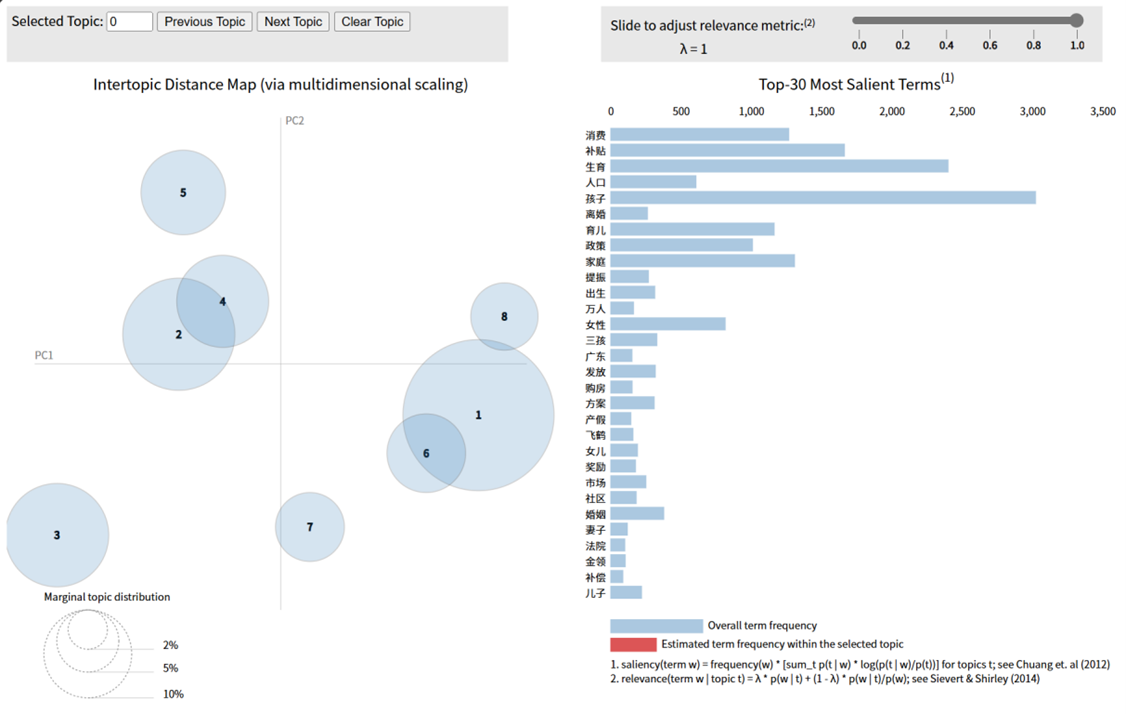 Selected Topic: 0 Previous Topic Next Topic Clear Topic
Slide to adjust relevance metric:(2)
λ = 1
0.0 0.2 0.4 0.6 0.8 1.0
Intertopic Distance Map (via multidimensional scaling)
PC2
PC1
5
4
2
8
1
6
7
3
Marginal topic distribution
2%
5%
10%
Top-30 Most Salient Terms(1)
0 500 1,000 1,500 2,000 2,500 3,000 3,500
消费
补贴
生育
人口
孩子
离婚
育儿
政策
家庭
提振
出生
万人
女性
三孩
广东
发放
购房
方案
产假
飞鹤
女儿
奖励
市场
社区
婚姻
妻子
法院
金领
补偿
儿子
Overall term frequency
Estimated term frequency within the selected topic
1. saliency(term w) = frequency(w) * [sum_t p(t | w) * log(p(t | w)/p(t))] for topics t; see Chuang et. al (2012)
2. relevance(term w | topic t) = λ * p(w | t) + (1 - λ) * p(w | t)/p(w); see Sievert & Shirley (2014)